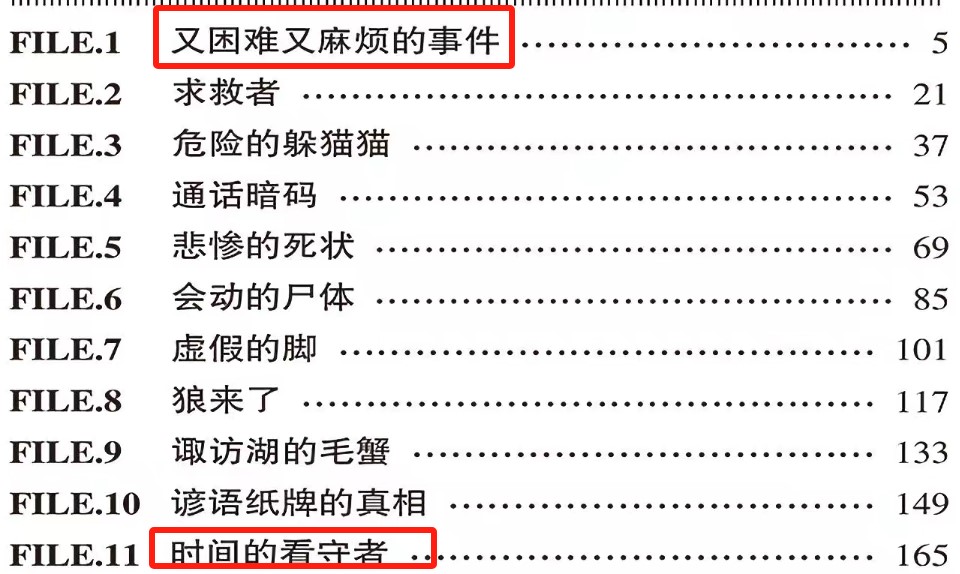 FILE.1 又困难又麻烦的事件 5
FILE.2 求救者 21
FILE.3 危险的躲猫猫 37
FILE.4 通话暗码 53
FILE.5 悲惨的死状 69
FILE.6 会动的尸体 85
FILE.7 虚假的脚 101
FILE.8 狼来了 117
FILE.9 诹访湖的毛蟹 133
FILE.10 谚语纸牌的真相 149
FILE.11 时间的看守者 165